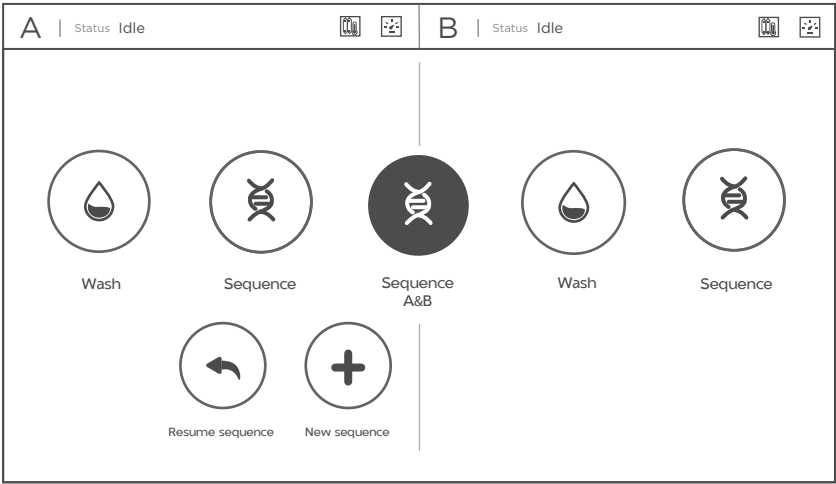 A Status Idle
B Status Idle
Wash
Sequence
Sequence
A&B
Wash
Sequence
Resume sequence
New sequence